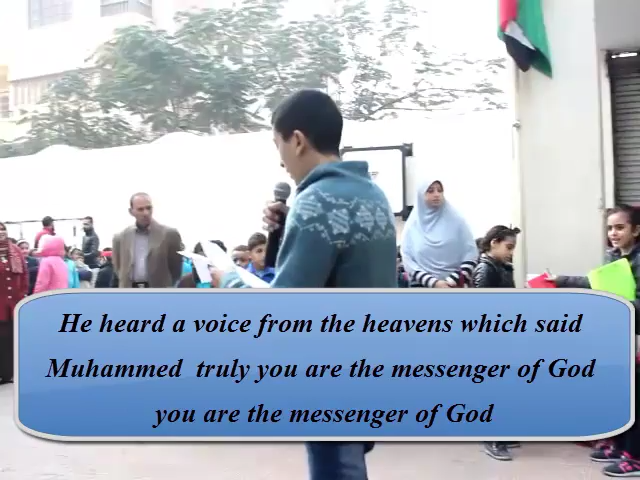 He heard a voice from the heavens which said
Muhammed truly you are the messenger of God
you are the messenger of God